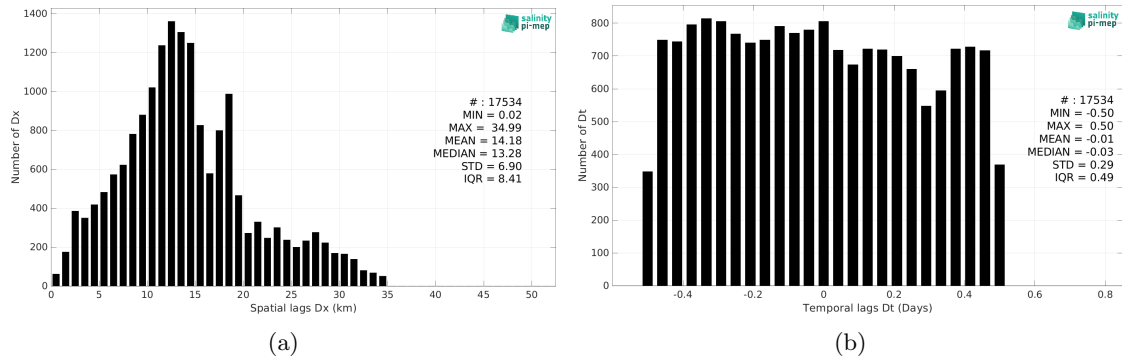 1400
1200
1000
800
600
400
200
0
Number of Dx
0 5 10 15 20 25 30 35 40 45 50
Spatial lags Dx (km)
salinity
pi-mep
# : 17534
MIN = 0.02
MAX = 34.99
MEAN = 14.18
MEDIAN = 13.28
STD = 6.90
IQR = 8.41
(a)
800
700
600
500
400
300
200
100
0
Number of Dt
-0.4 -0.2 0 0.2 0.4 0.6 0.8
Temporal lags Dt (Days)
salinity
pi-mep
# : 17534
MIN = -0.50
MAX = 0.50
MEAN = -0.01
MEDIAN = -0.03
STD = 0.29
IQR = 0.49
(b)